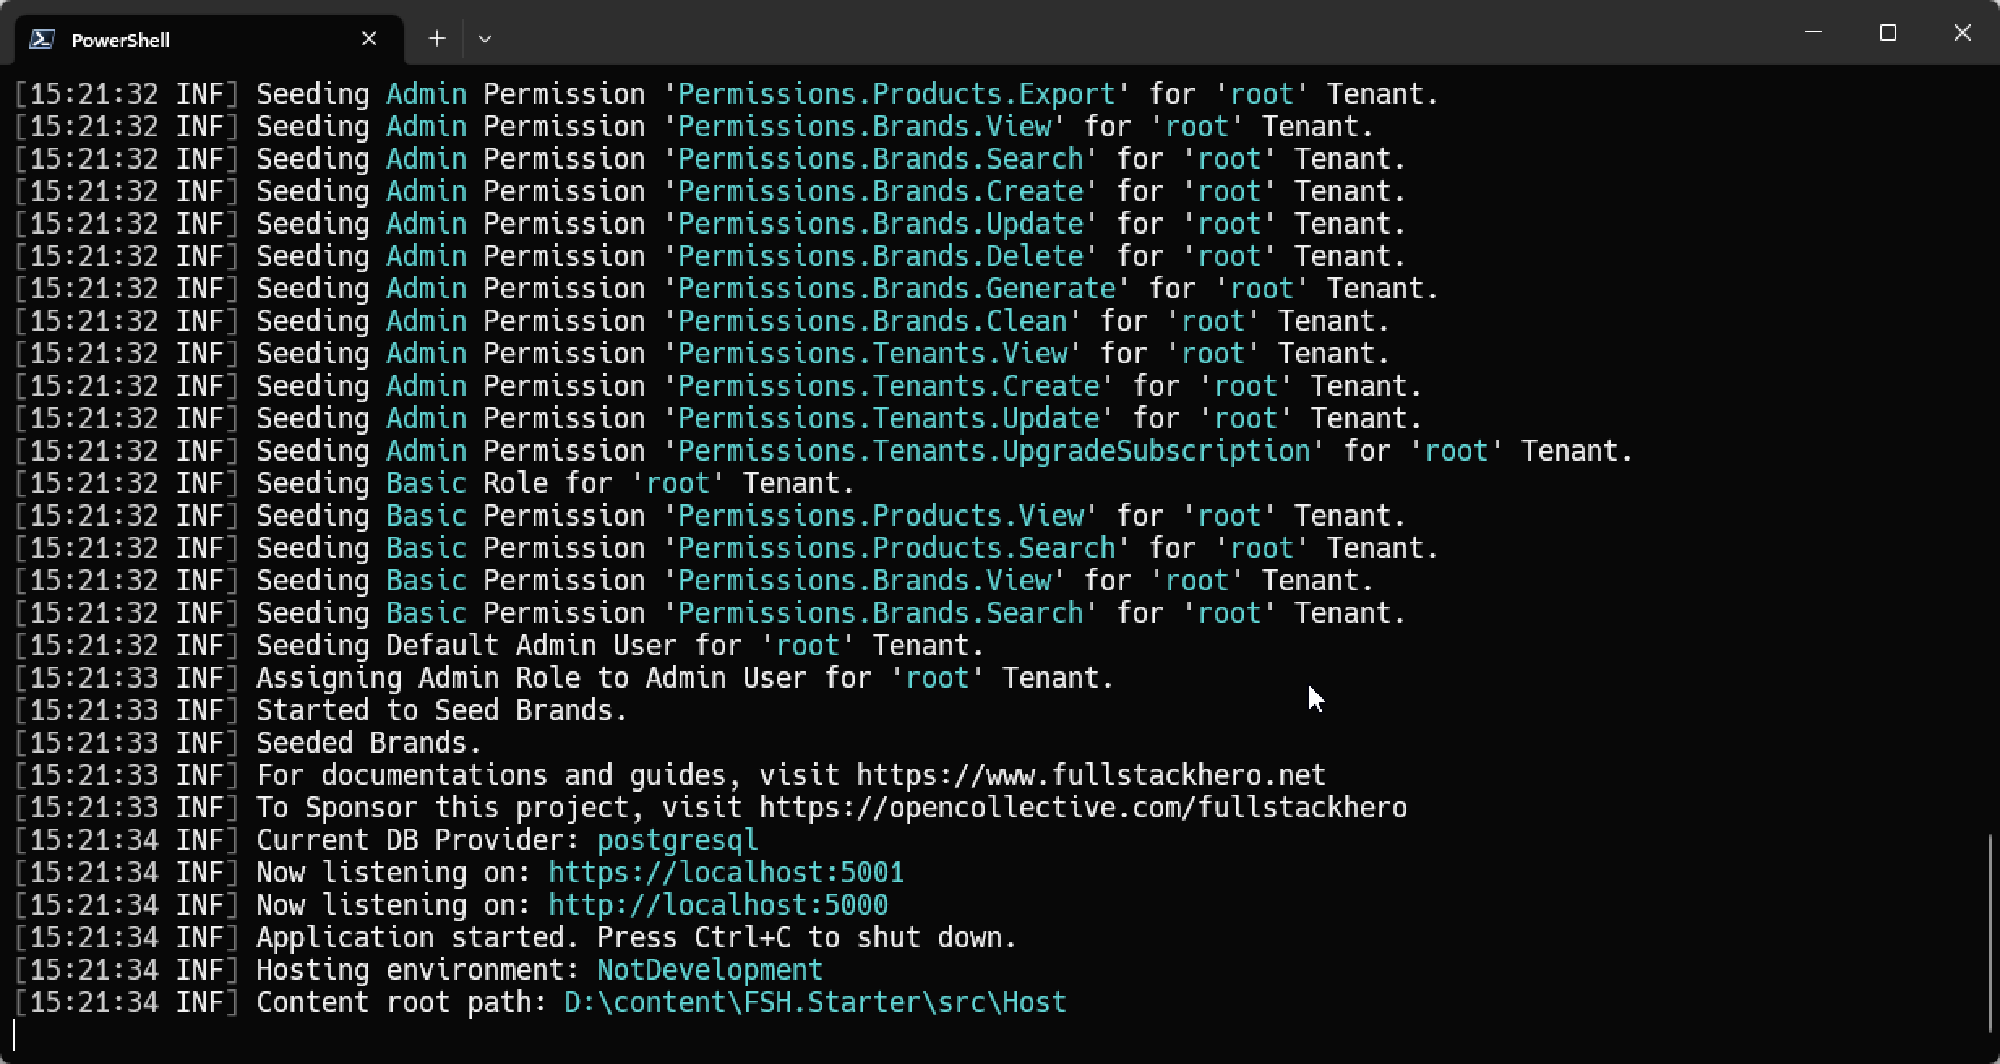 PowerShell
[15:21:32 INF] Seeding Admin Permission 'Permissions.Products.Export' for 'root' Tenant.
[15:21:32 INF] Seeding Admin Permission 'Permissions.Brands.View' for 'root' Tenant.
[15:21:32 INF] Seeding Admin Permission 'Permissions.Brands.Search' for 'root' Tenant.
[15:21:32 INF] Seeding Admin Permission 'Permissions.Brands.Create' for 'root' Tenant.
[15:21:32 INF] Seeding Admin Permission 'Permissions.Brands.Update' for 'root' Tenant.
[15:21:32 INF] Seeding Admin Permission 'Permissions.Brands.Delete' for 'root' Tenant.
[15:21:32 INF] Seeding Admin Permission 'Permissions.Brands.Generate' for 'root' Tenant.
[15:21:32 INF] Seeding Admin Permission 'Permissions.Brands.Clean' for 'root' Tenant.
[15:21:32 INF] Seeding Admin Permission 'Permissions.Tenants.View' for 'root' Tenant.
[15:21:32 INF] Seeding Admin Permission 'Permissions.Tenants.Create' for 'root' Tenant.
[15:21:32 INF] Seeding Admin Permission 'Permissions.Tenants.Update' for 'root' Tenant.
[15:21:32 INF] Seeding Admin Permission 'Permissions.Tenants.UpgradeSubscription' for 'root' Tenant.
[15:21:32 INF] Seeding Basic Role for 'root' Tenant.
[15:21:32 INF] Seeding Basic Permission 'Permissions.Products.View' for 'root' Tenant.
[15:21:32 INF] Seeding Basic Permission 'Permissions.Products.Search' for 'root' Tenant.
[15:21:32 INF] Seeding Basic Permission 'Permissions.Brands.View' for 'root' Tenant.
[15:21:32 INF] Seeding Basic Permission 'Permissions.Brands.Search' for 'root' Tenant.
[15:21:32 INF] Seeding Default Admin User for 'root' Tenant.
[15:21:33 INF] Assigning Admin Role to Admin User for 'root' Tenant.
[15:21:33 INF] Started to Seed Brands.
[15:21:33 INF] Seeded Brands.
[15:21:33 INF] For documentations and guides, visit https://www.fullstackhero.net
[15:21:33 INF] To Sponsor this project, visit https://opencollective.com/fullstackhero
[15:21:34 INF] Current DB Provider: postgresql
[15:21:34 INF] Now listening on: https://localhost:5001
[15:21:34 INF] Now listening on: http://localhost:5000
[15:21:34 INF] Application started. Press Ctrl+C to shut down.
[15:21:34 INF] Hosting environment: NotDevelopment
[15:21:34 INF] Content root path: D:\content\FSH.Starter\src\Host